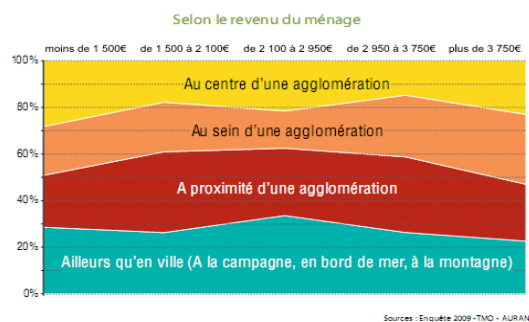 Selon le revenu du ménage
moins de 1 500€ de 1 500 à 2 100€ de 2 100 à 2 950€ de 2 950 à 3 750€ plus de 3 750€
100%
Au centre d'une agglomération
80%
Au sein d'une agglomération
60%
A proximité d'une agglomération
40%
20%
Ailleurs qu'en ville (A la campagne, en bord de mer, à la montagne)
0%
Sources : Enquête 2009 -TMO - AURAN